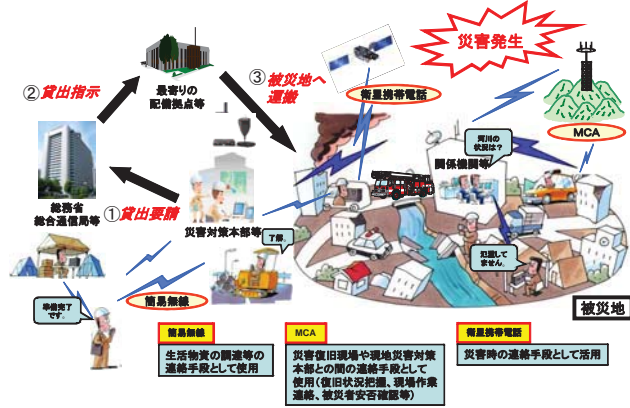 災害発生
②貸出指示
最寄りの
配備拠点等
③被災地へ
運搬
衛星携帯電話
MCA
河川の
状況は?
関係機関等
総務省
総合通信局等
①貸出要請
災害対策本部等
了解。
氾濫して
ません。
準備完了
です。
簡易無線
被災地
簡易無線
生活物資の調達等の
連絡手段として使用
MCA
災害復旧現場や現地災害対策
本部との間の連絡手段として
使用(復旧状況把握、現場作業
連絡、被災者安否確認等)
衛星携帯電話
災害時の連絡手段として活用